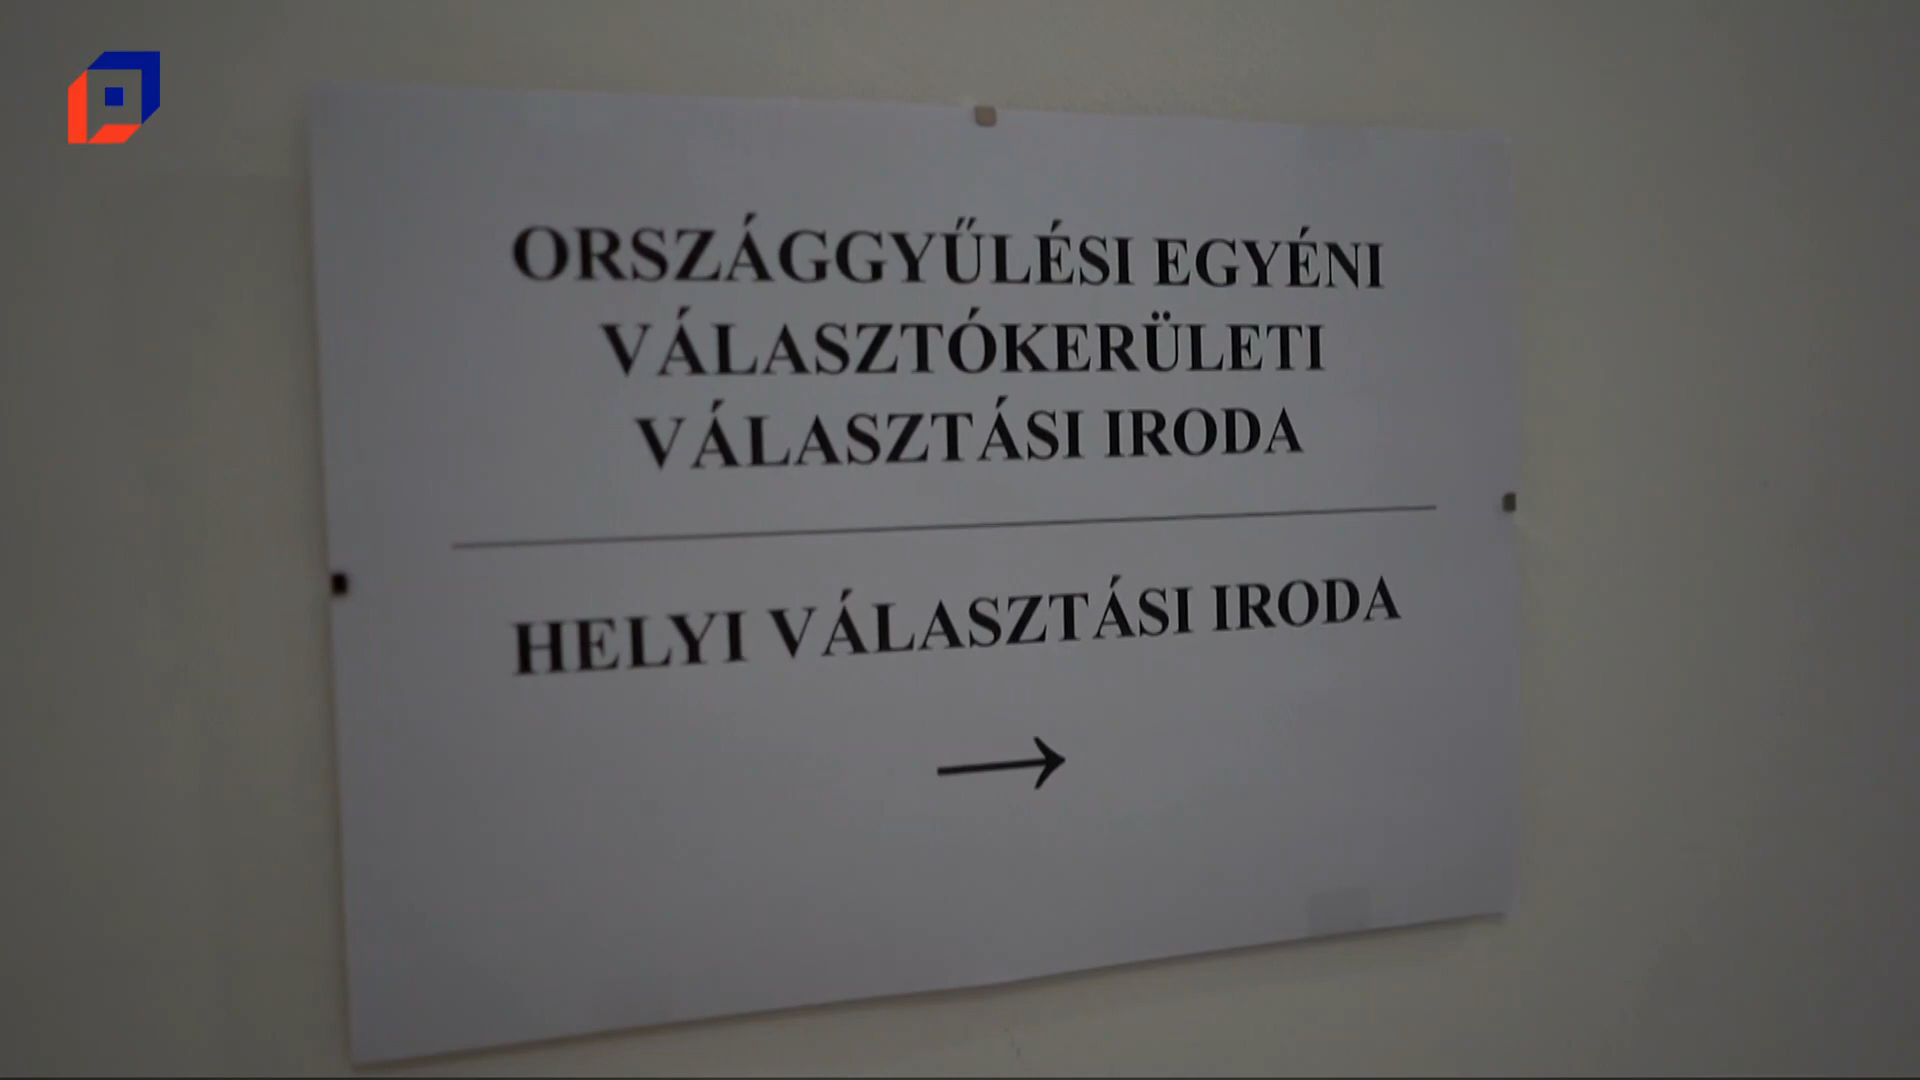 ORSZÁGGYŰLÉSI EGYÉNI
VÁLASZTÓKERÜLETI
VÁLASZTÁSI IRODA
HELYI VÁLASZTÁSI IRODA
→